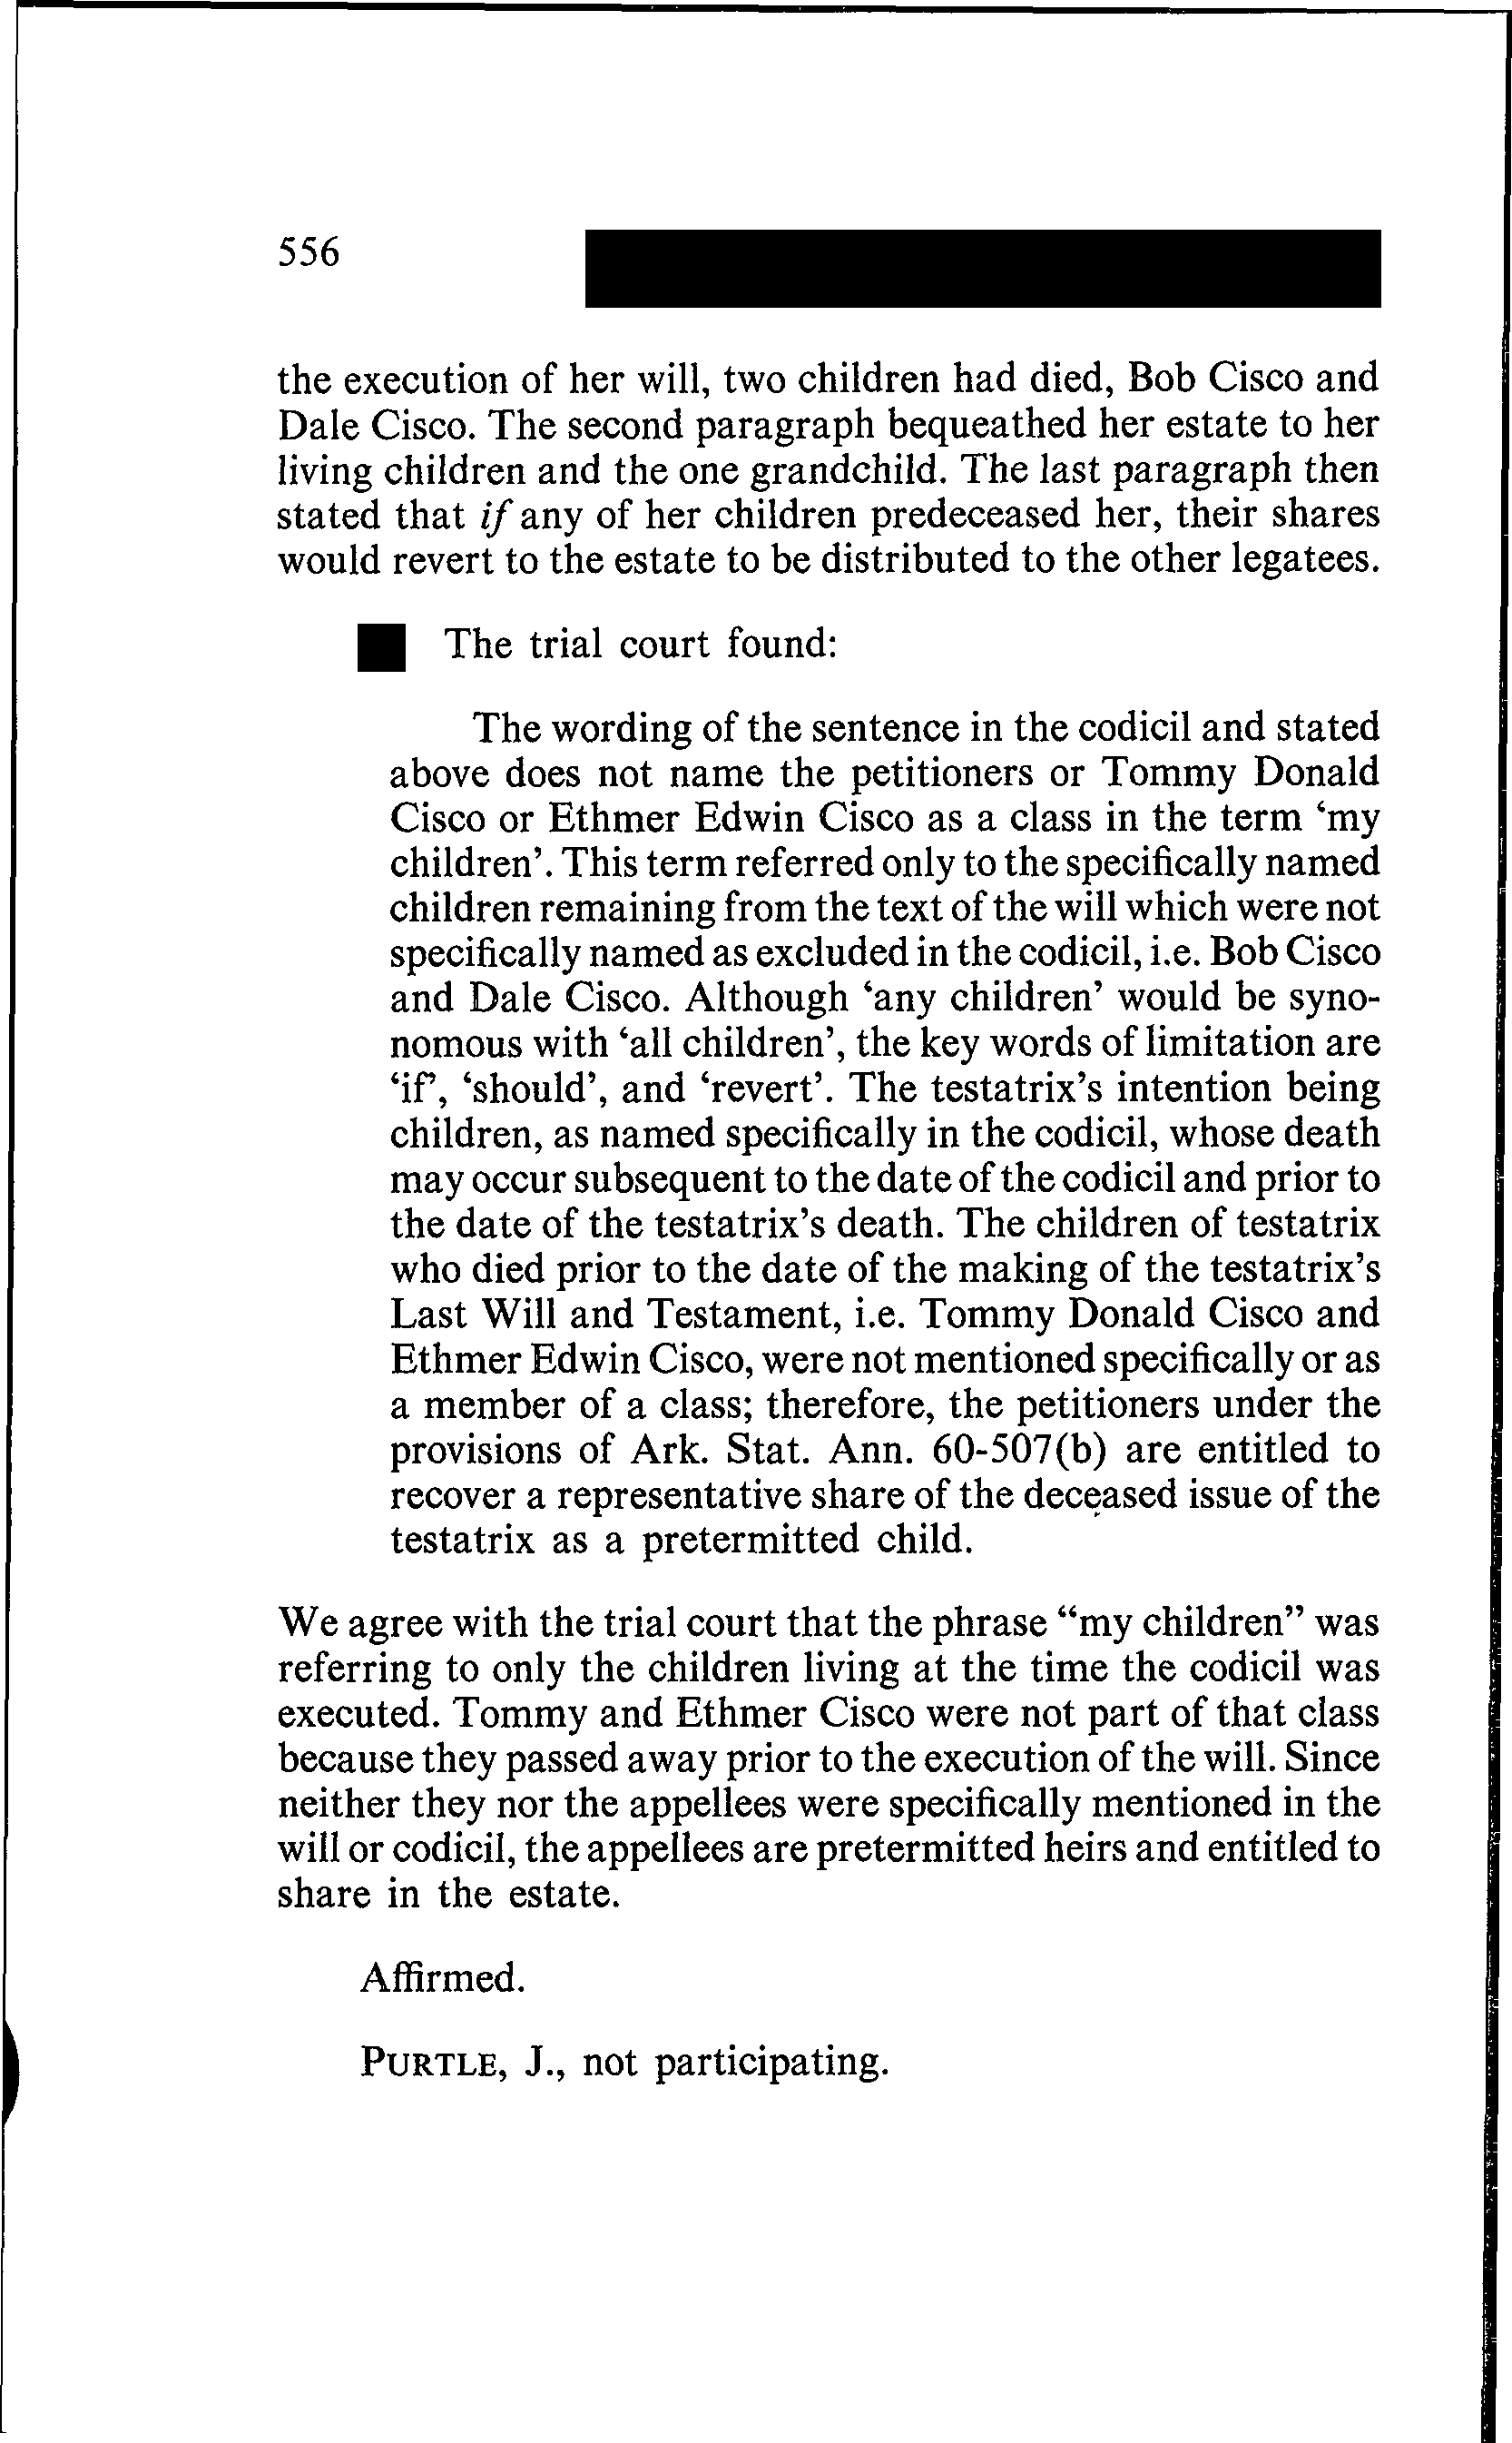 556
the execution of her will, two children had died, Bob Cisco and
Dale Cisco. The second paragraph bequeathed her estate to her
living children and the one grandchild. The last paragraph then
stated that if any of her children predeceased her, their shares
would revert to the estate to be distributed to the other legatees.
The trial court found:
The wording of the sentence in the codicil and stated
above does not name the petitioners or Tommy Donald
Cisco or Ethmer Edwin Cisco as a class in the term ‘my
children’. This term referred only to the specifically named
children remaining from the text of the will which were not
specifically named as excluded in the codicil, i.e. Bob Cisco
and Dale Cisco. Although ‘any children’ would be syno-
nomous with ‘all children’, the key words of limitation are
‘if’, ‘should’, and ‘revert’. The testatrix’s intention being
children, as named specifically in the codicil, whose death
may occur subsequent to the date of the codicil and prior to
the date of the testatrix’s death. The children of testatrix
who died prior to the date of the making of the testatrix’s
Last Will and Testament, i.e. Tommy Donald Cisco and
Ethmer Edwin Cisco, were not mentioned specifically or as
a member of a class; therefore, the petitioners under the
provisions of Ark. Stat. Ann. 60-507(b) are entitled to
recover a representative share of the deceased issue of the
testatrix as a pretermitted child.
We agree with the trial court that the phrase “my children” was
referring to only the children living at the time the codicil was
executed. Tommy and Ethmer Cisco were not part of that class
because they passed away prior to the execution of the will. Since
neither they nor the appellees were specifically mentioned in the
will or codicil, the appellees are pretermitted heirs and entitled to
share in the estate.
Affirmed.
PURTLE, J., not participating.